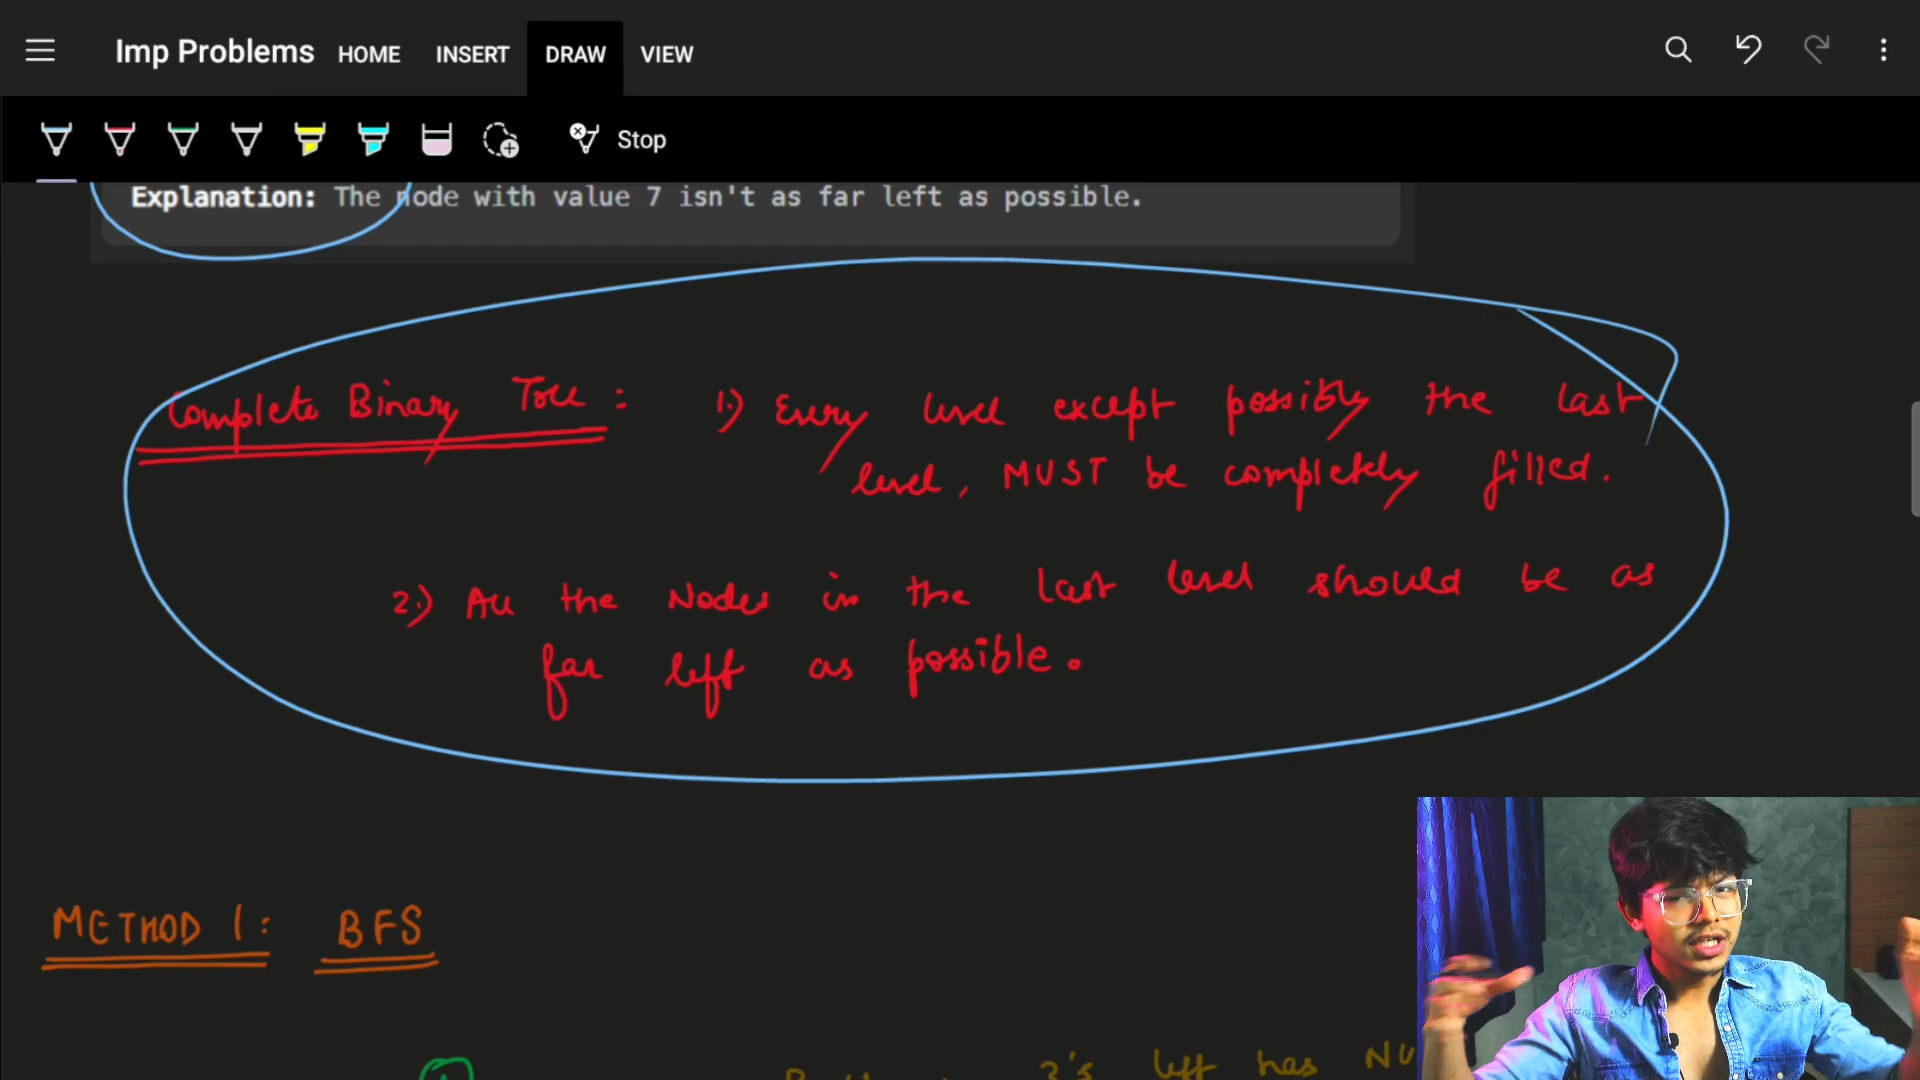 Imp Problems HOME INSERT DRAW VIEW
Stop
Explanation: The node with value 7 isn't as far left as possible.
Complete Binary Tree : 1.) Every level except possibly the last
level, MUST be completely filled.
2.) All the Nodes in the last level should be as
far left as possible.
METHOD 1: BFS
3's left has NU